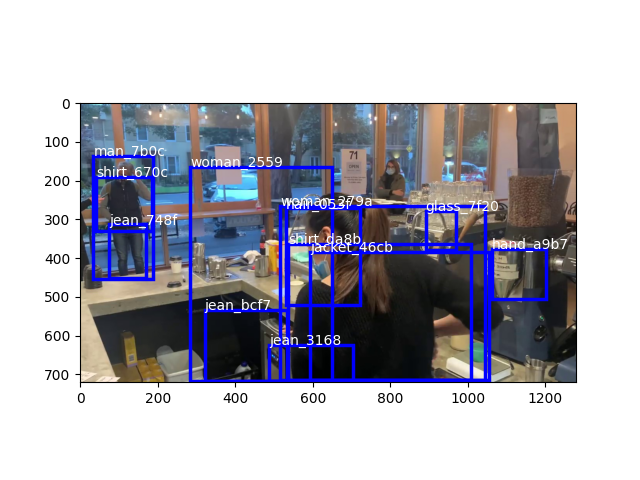 0
100
200
300
400
500
600
700
0
200
400
600
800
1000
1200
man_7b0c
woman_2559
71
shirt_670c
woman_279a
glass_7f20
jean_748f
shirt_da8b
jacket_46cb
hand_a9b7
jean_bcf7
jean_3168